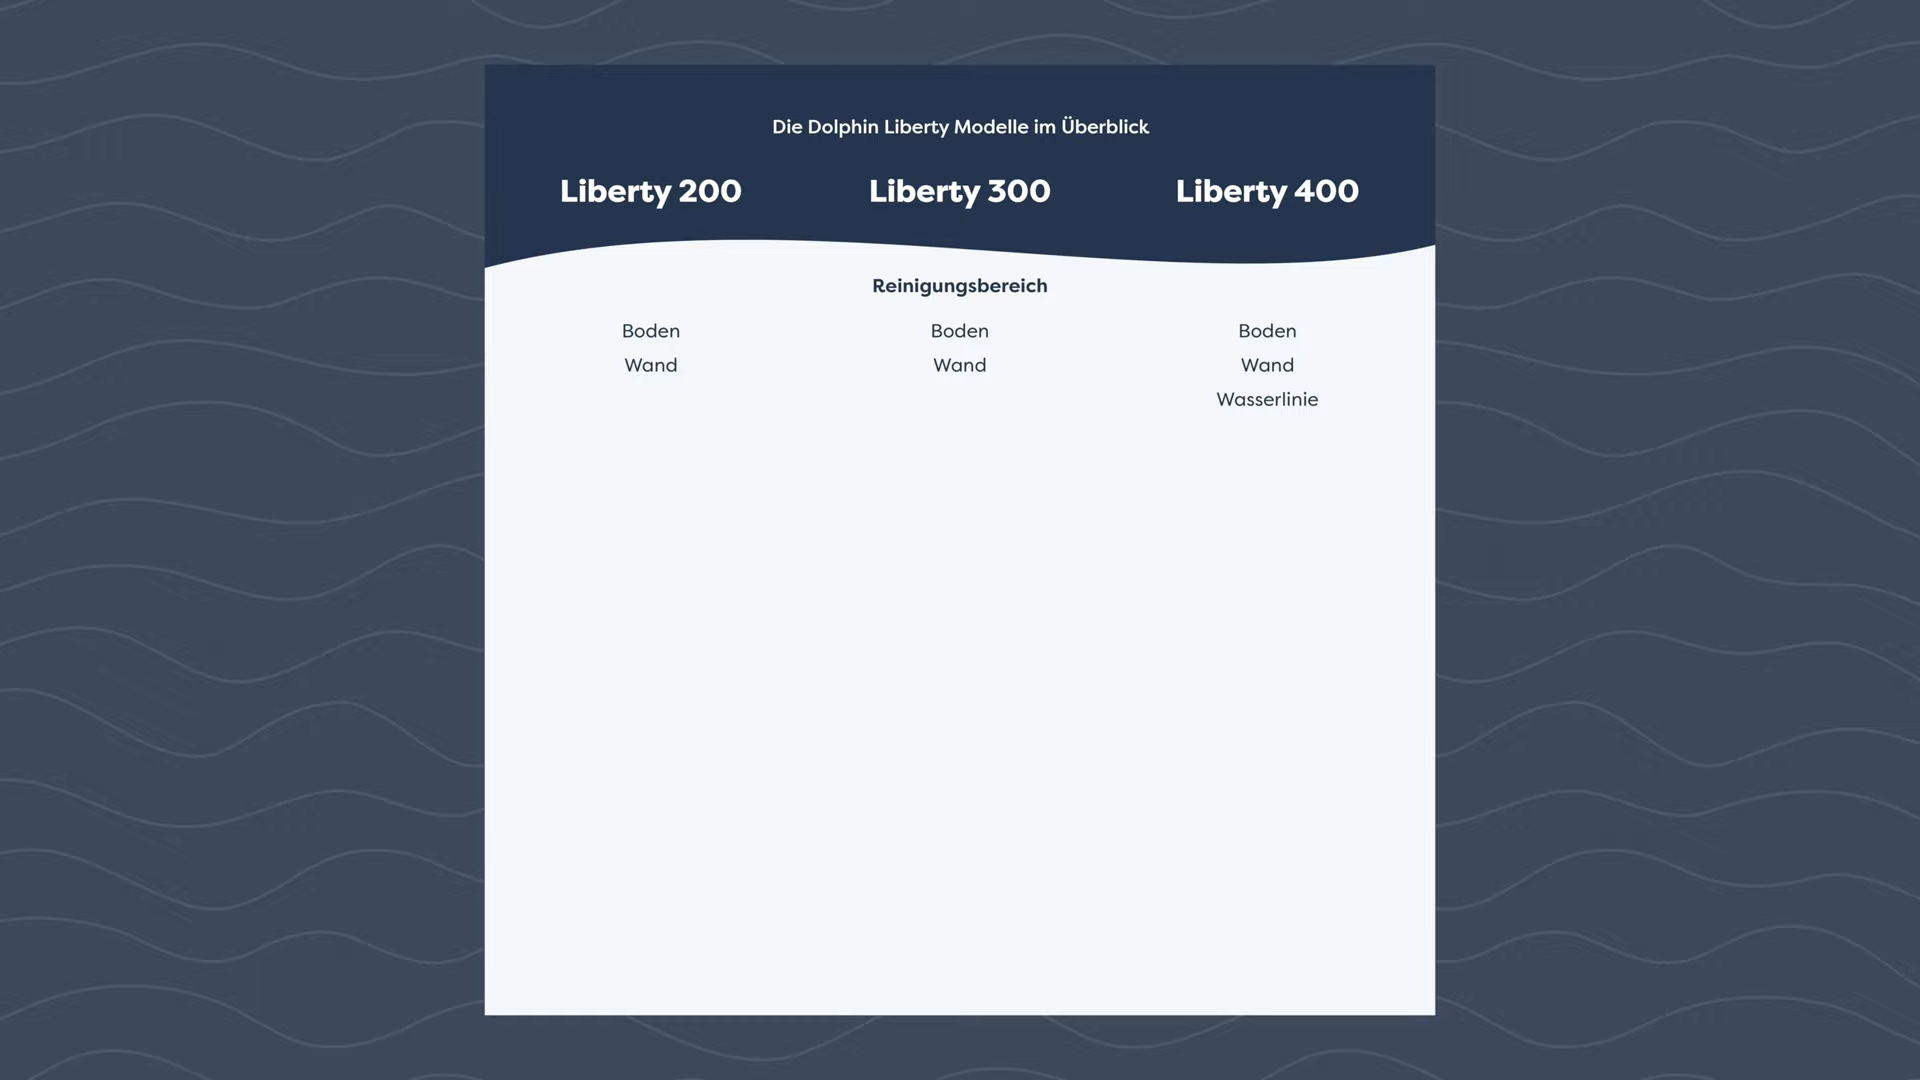 Die Dolphin Liberty Modelle im Überblick
Liberty 200 Liberty 300 Liberty 400
Reinigungsbereich
Boden Boden Boden
Wand Wand Wand
Wasserlinie